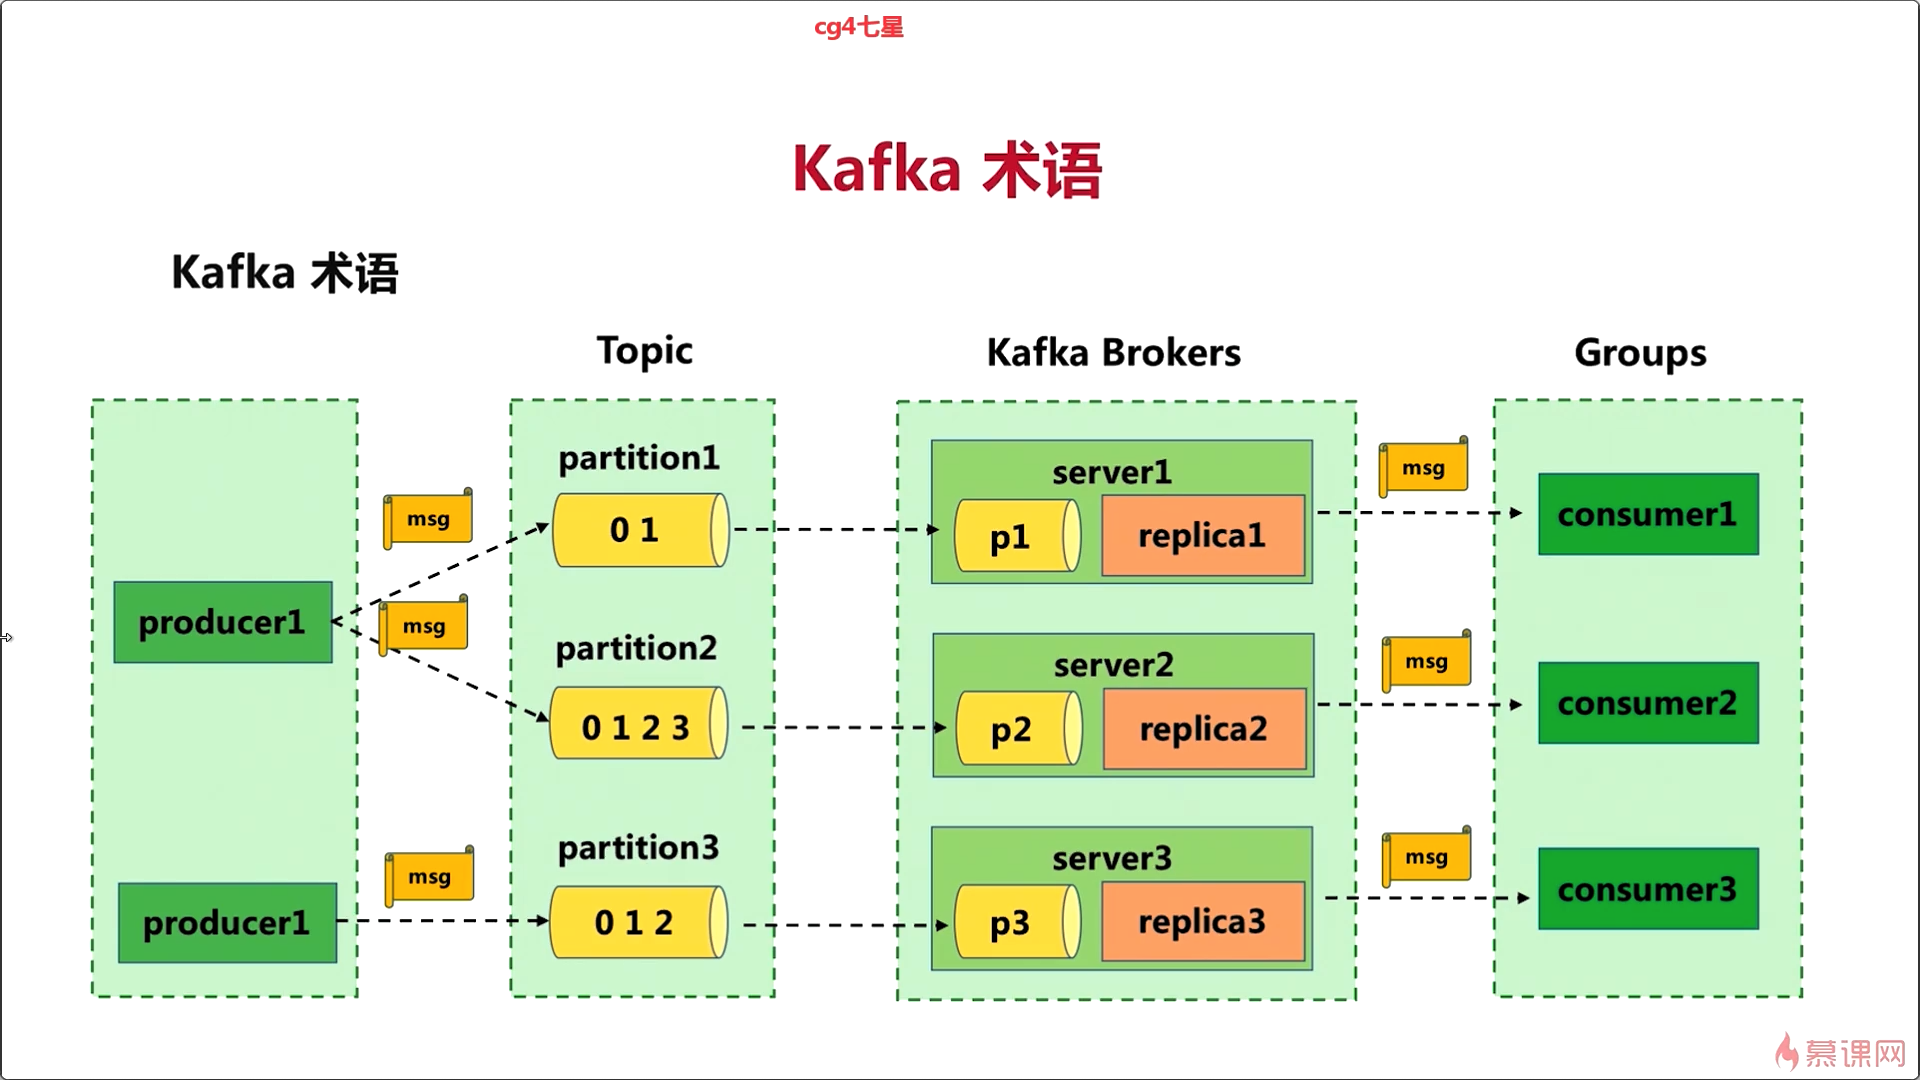 cg4七星
Kafka 术语
Kafka 术语
Topic
Kafka Brokers
Groups
producer1
producer1
msg
msg
msg
partition1
0 1
partition2
0 1 2 3
partition3
0 1 2
server1
p1
replica1
server2
p2
replica2
server3
p3
replica3
msg
msg
msg
consumer1
consumer2
consumer3
慕课网